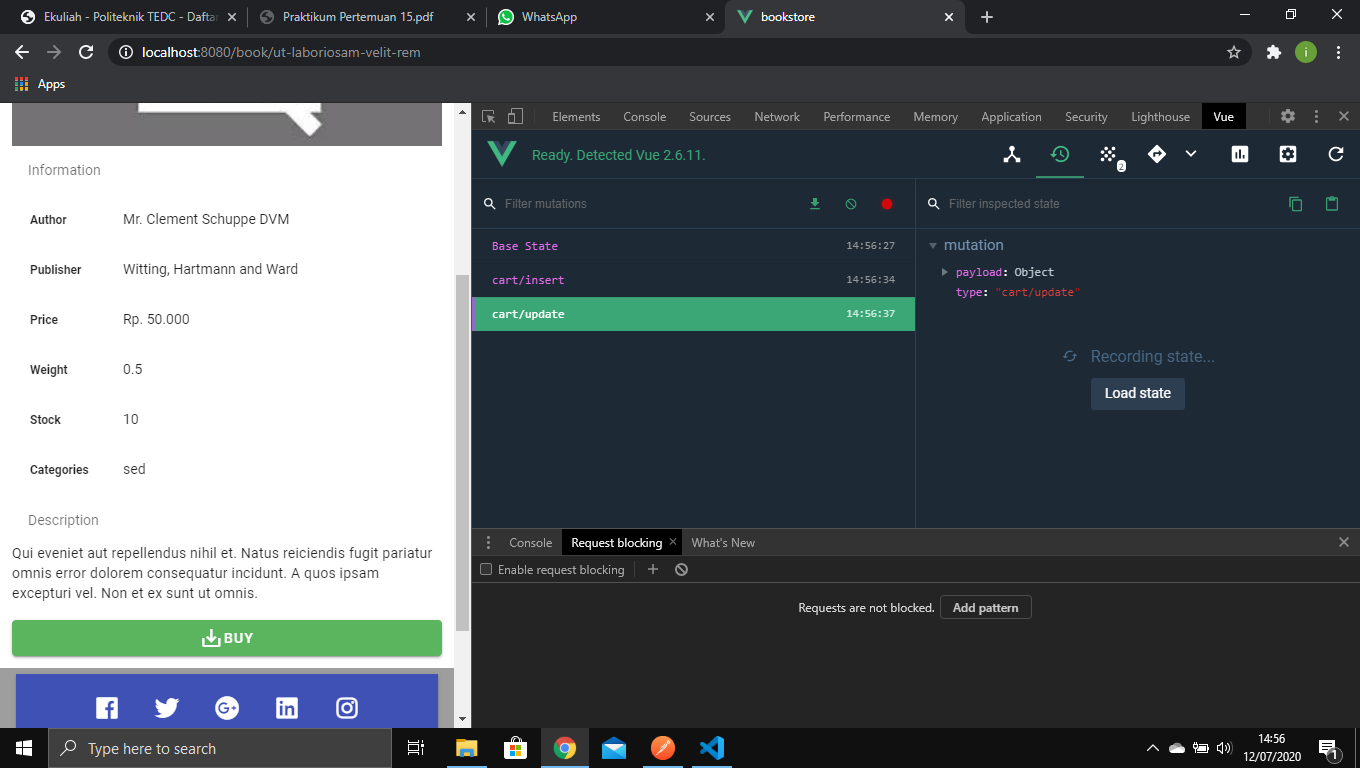 Ekuliah - Politeknik TEDC - Dafta
Praktikum Pertemuan 15.pdf
WhatsApp
bookstore
localhost:8080/book/ut-laboriosam-velit-rem
i
Apps
Information
Author Mr. Clement Schuppe DVM
Publisher Witting, Hartmann and Ward
Price Rp. 50.000
Weight 0.5
Stock 10
Categories sed
Description
Qui eveniet aut repellendus nihil et. Natus reiciendis fugit pariatur
omnis error dolorem consequatur incidunt. A quos ipsam
excepturi vel. Non et ex sunt ut omnis.
BUY
Elements Console Sources Network Performance Memory Application Security Lighthouse Vue
Ready. Detected Vue 2.6.11.
2
Filter mutations
Filter inspected state
Base State 14:56:27
cart/insert 14:56:34
cart/update 14:56:37
mutation
payload: Object
type: "cart/update"
Recording state...
Load state
Console Request blocking What's New
Enable request blocking
Requests are not blocked. Add pattern
Type here to search
14:56
12/07/2020
1